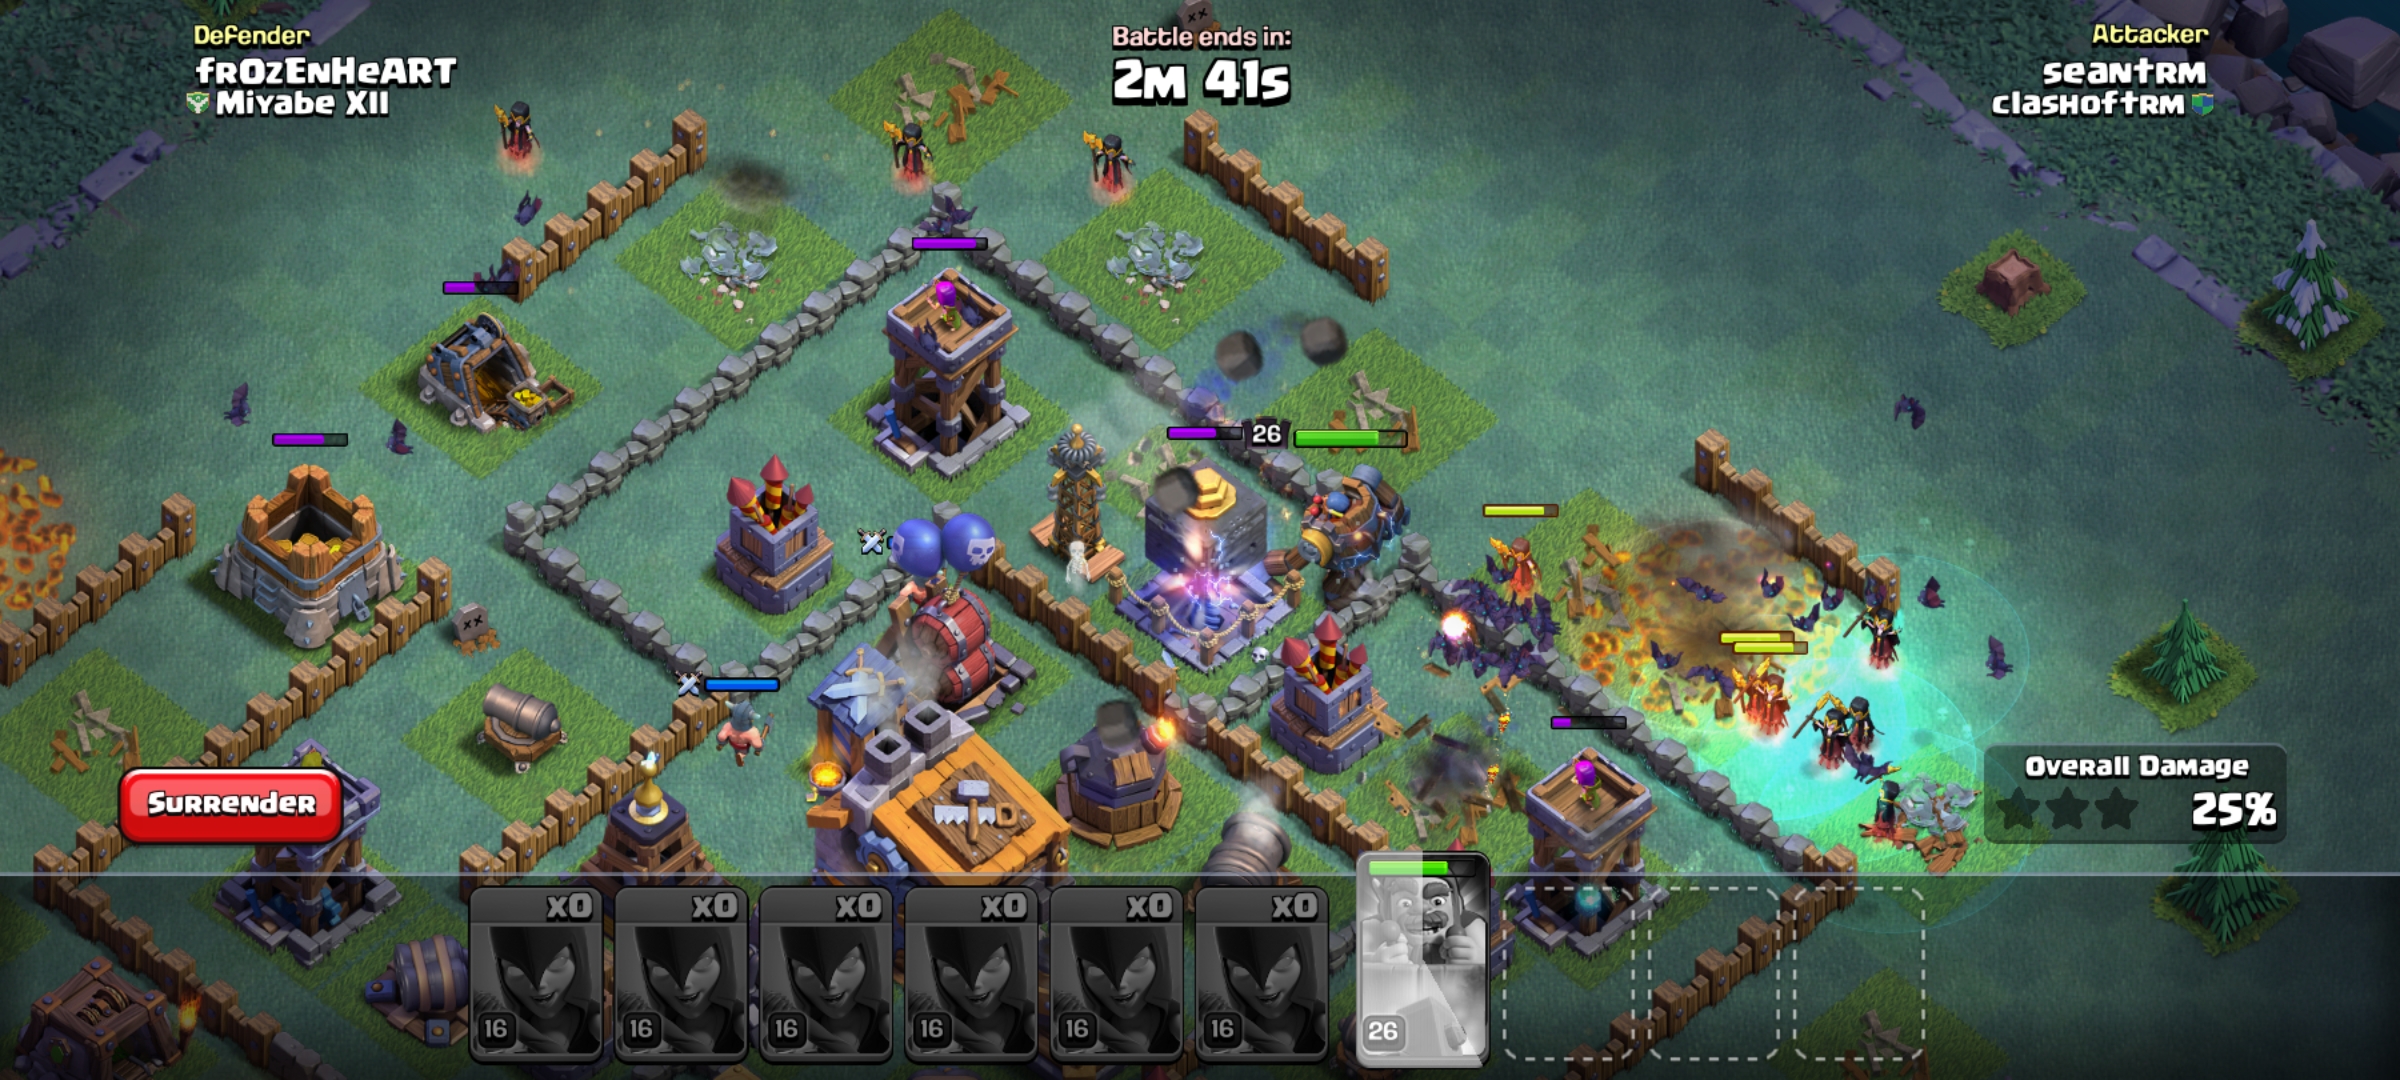 Defender
frOzEnHeART
Miyabe XII
Battle ends in:
2M 41s
Attacker
seantRM
clashoftRM
26
Surrender
Overall Damage
25%
x0
x0
x0
x0
x0
x0
16
16
16
16
16
16
26